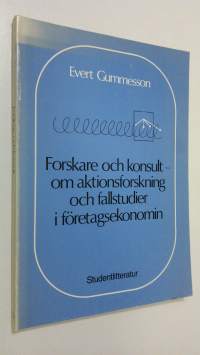 Evert Gummesson
Forskare och konsult –
om aktionsforskning
och fallstudier
i företagsekonomin
Studentlitteratur